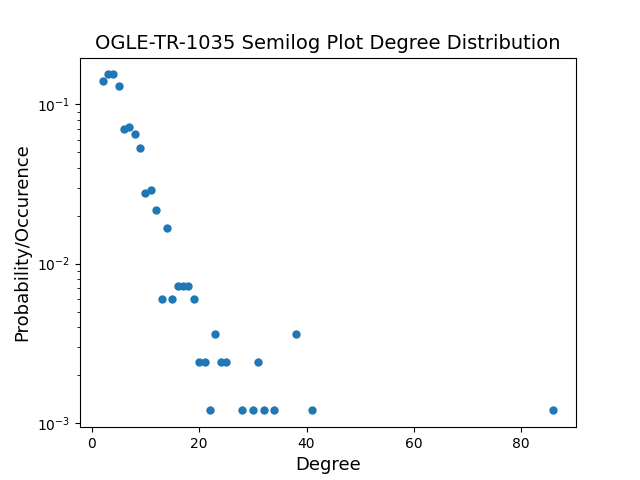 OGLE-TR-1035 Semilog Plot Degree Distribution
Probability/Occurence
10⁻¹
10⁻²
10⁻³
0 20 40 60 80
Degree